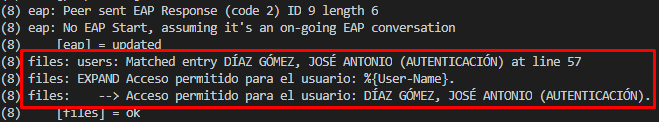 (8) eap: Peer sent EAP Response (code 2) ID 9 length 6
(8) eap: No EAP Start, assuming it's an on-going EAP conversation
(8)     [eap] = updated
(8) files: users: Matched entry DÍAZ GÓMEZ, JOSÉ ANTONIO (AUTENTICACIÓN) at line 57
(8) files: EXPAND Acceso permitido para el usuario: %{User-Name}.
(8) files:    --> Acceso permitido para el usuario: DÍAZ GÓMEZ, JOSÉ ANTONIO (AUTENTICACIÓN).
(8)     [files] = ok